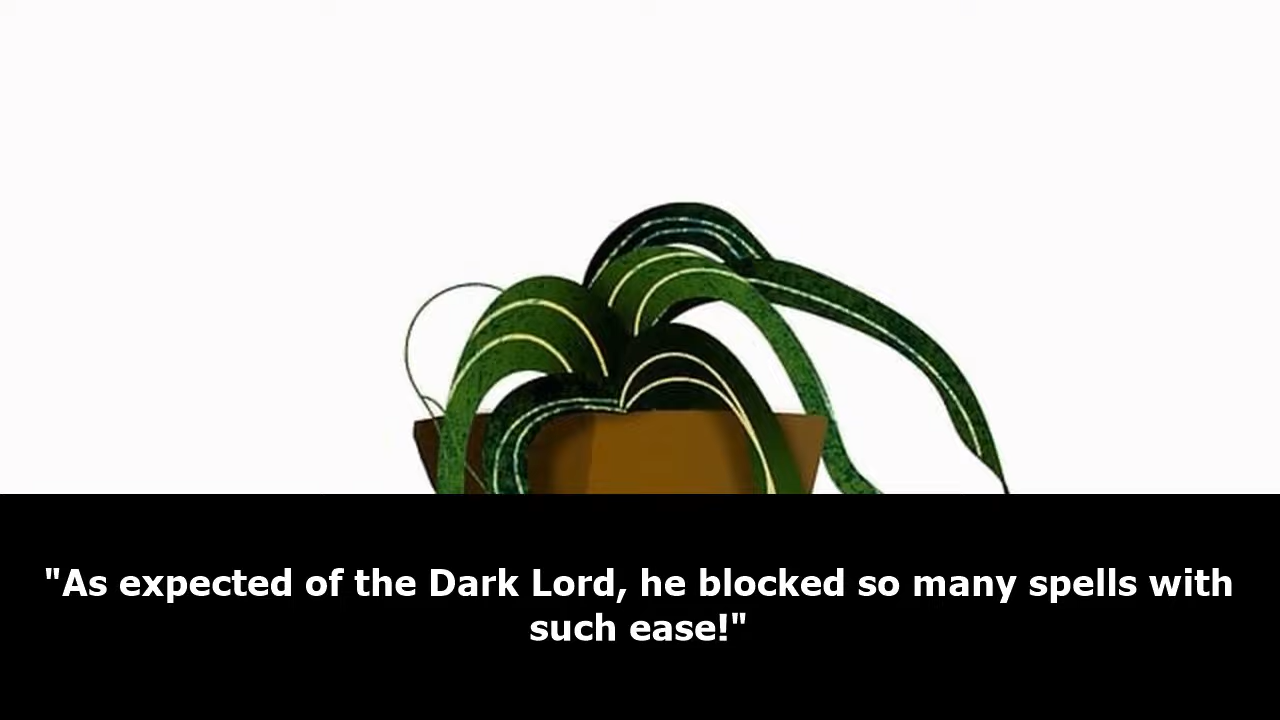 "As expected of the Dark Lord, he blocked so many spells with
such ease!"